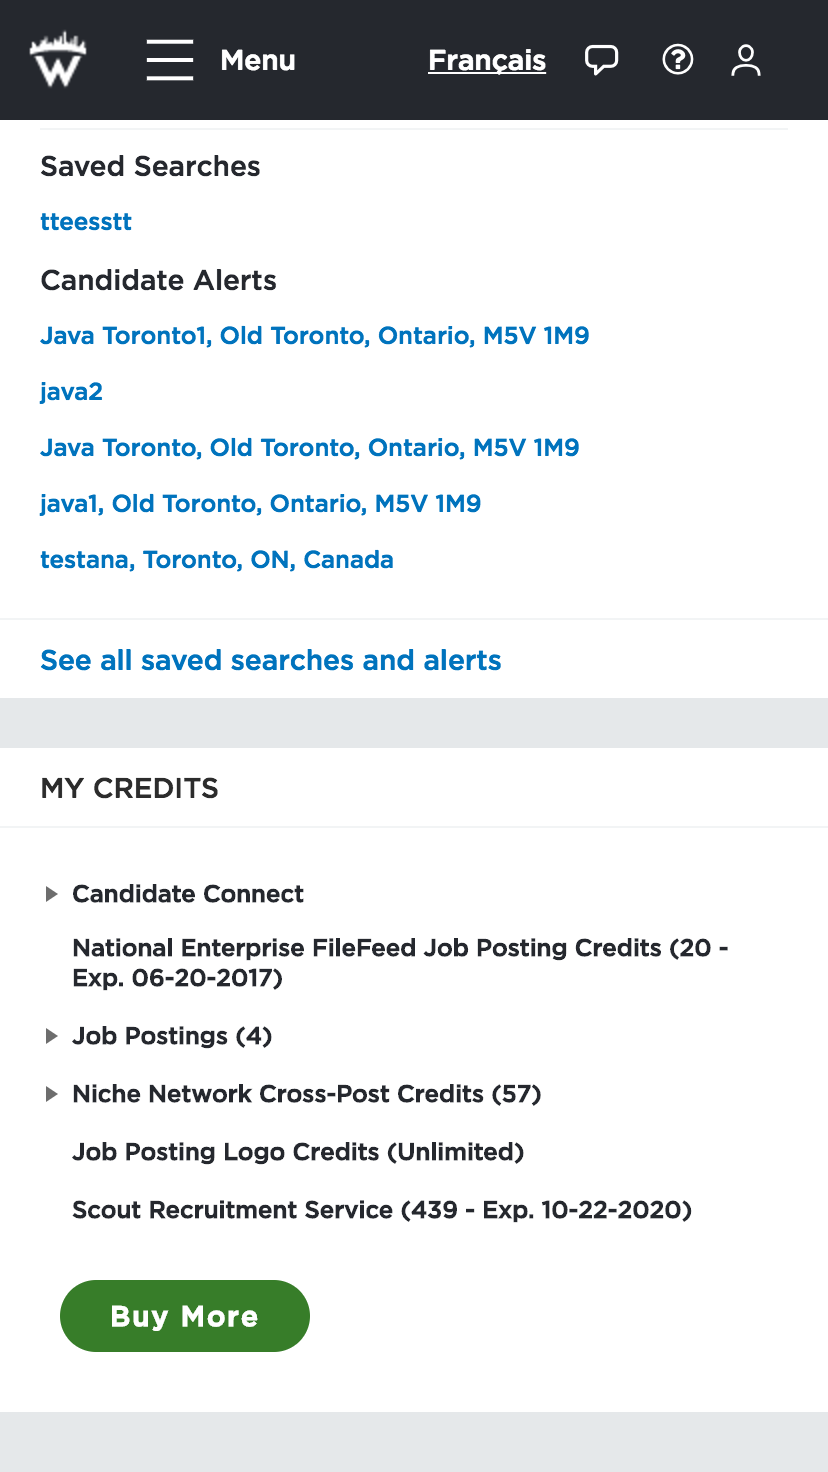 W
Menu
Français
Saved Searches
tteesstt
Candidate Alerts
Java Toronto1, Old Toronto, Ontario, M5V 1M9
java2
Java Toronto, Old Toronto, Ontario, M5V 1M9
java1, Old Toronto, Ontario, M5V 1M9
testana, Toronto, ON, Canada
See all saved searches and alerts
MY CREDITS
Candidate Connect
National Enterprise FileFeed Job Posting Credits (20 -
Exp. 06-20-2017)
Job Postings (4)
Niche Network Cross-Post Credits (57)
Job Posting Logo Credits (Unlimited)
Scout Recruitment Service (439 - Exp. 10-22-2020)
Buy More